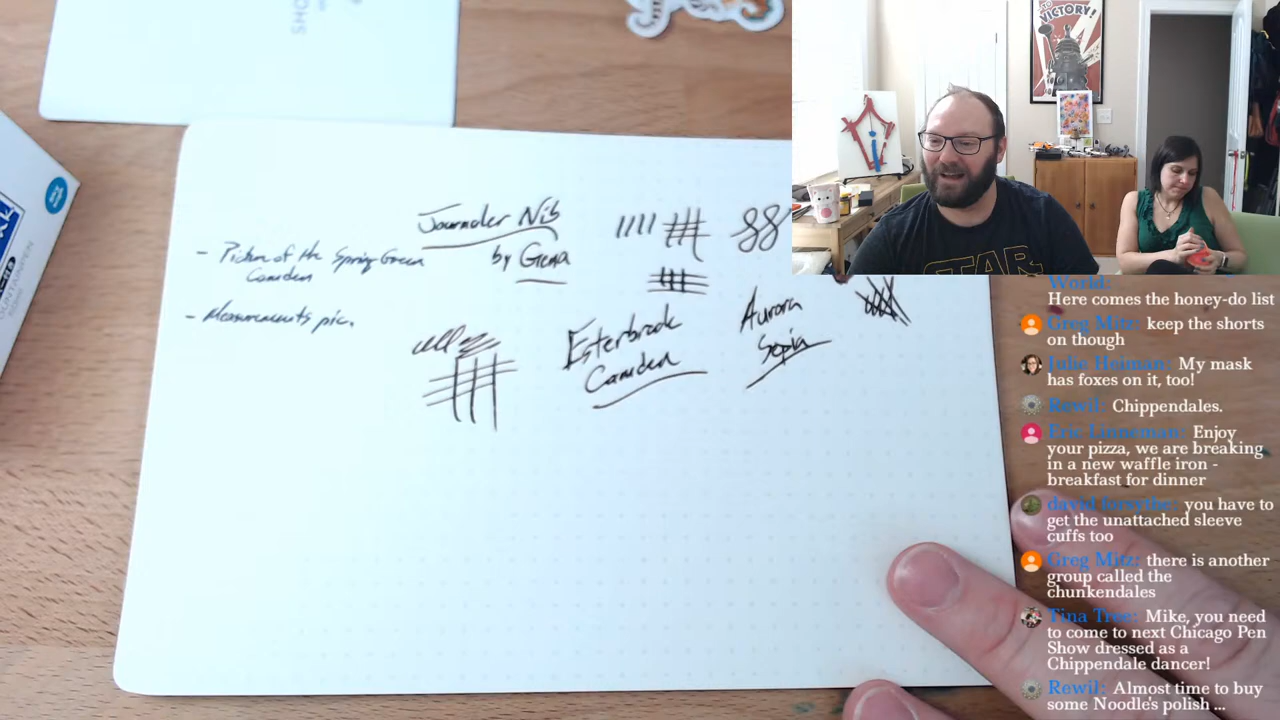 SHO
TO
VICTORY!
Journaler Nib
by Gena
- Picture of the Spring Green
Camden
- Measurements pic.
Esterbrook
Camden
Aurora
Sepia
STAR
World:
Here comes the honey-do list
Greg Mitz: keep the shorts
on though
Julie Heiman: My mask
has foxes on it, too!
Rewil: Chippendales.
Eric Linneman: Enjoy
your pizza, we are breaking
in a new waffle iron -
breakfast for dinner
david forsythe: you have to
get the unattached sleeve
cuffs too
Greg Mitz: there is another
group called the
chunkendales
Tina Tree: Mike, you need
to come to next Chicago Pen
Show dressed as a
Chippendale dancer!
Rewil: Almost time to buy
some Noodle's polish ...